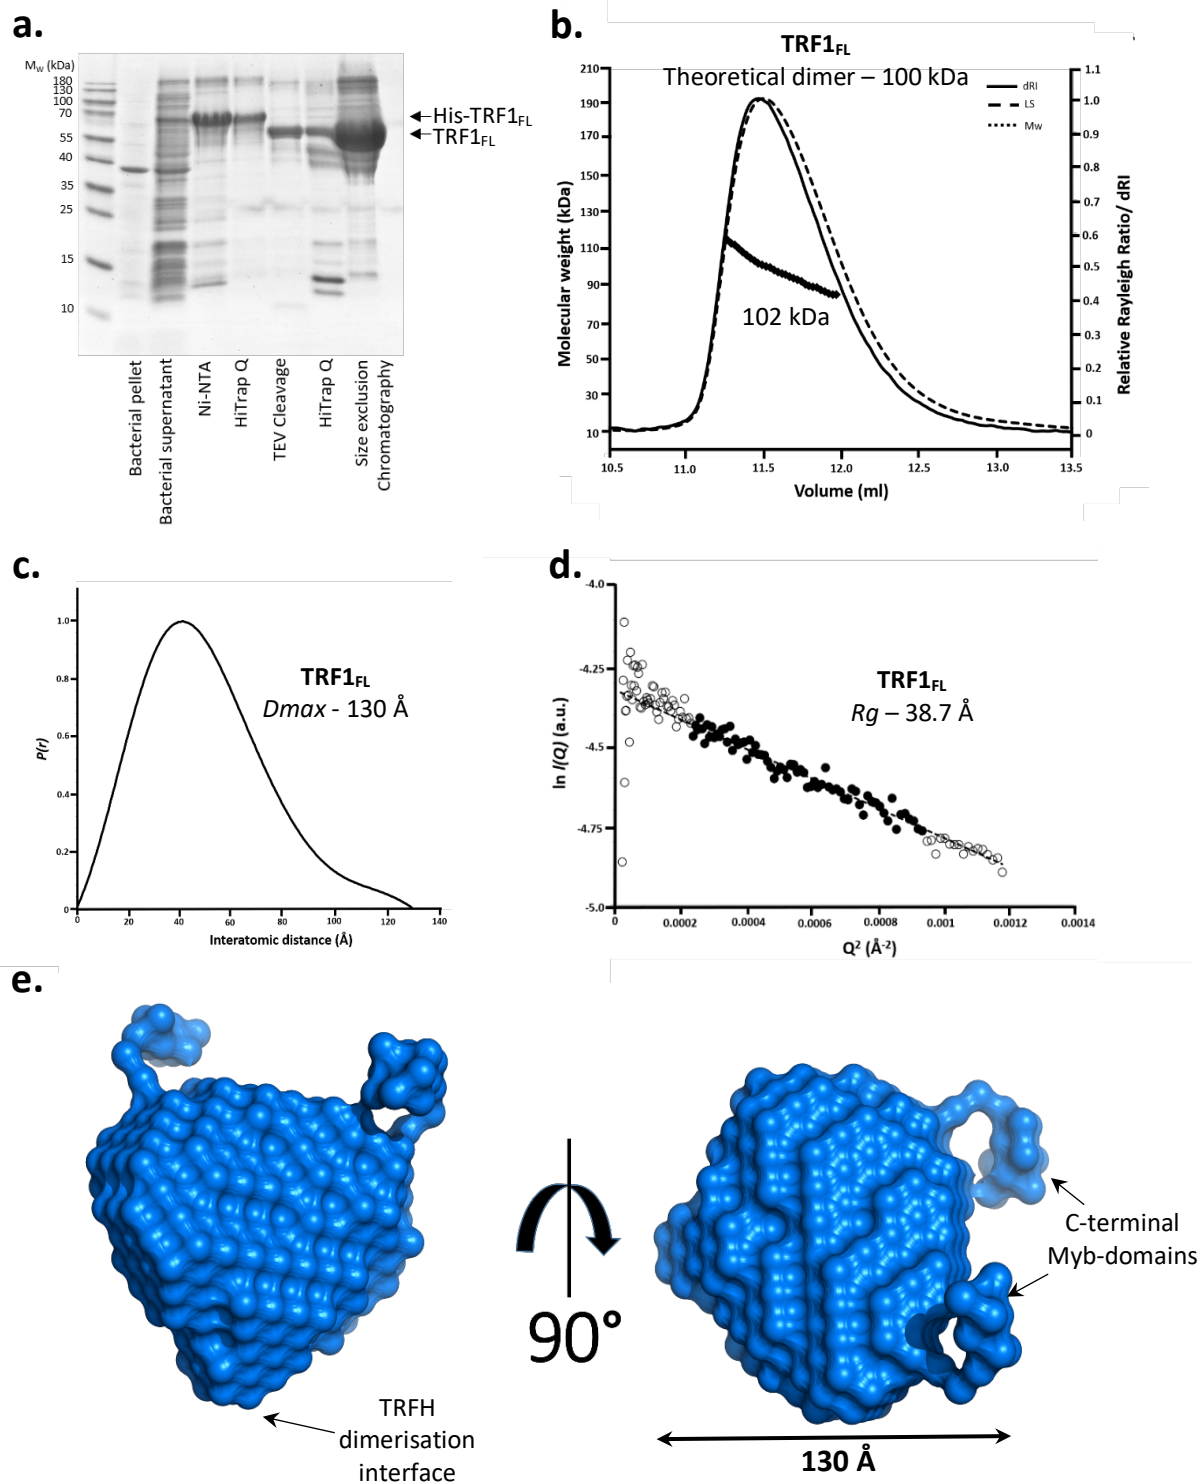 a.
Mw (kDa)
180
130
100
70
55
40
35
25
15
10
His-TRF1FL
TRF1FL
Bacterial pellet
Bacterial supernatant
Ni-NTA
HiTrap Q
TEV Cleavage
HiTrap Q
Size exclusion
Chromatography
b.
TRF1FL
Theoretical dimer – 100 kDa
dRI
LS
Mw
210
190
170
150
130
110
90
70
50
30
10
Molecular weight (kDa)
1.1
1.0
0.9
0.8
0.7
0.6
0.5
0.4
0.3
0.2
0.1
0
Relative Rayleigh Ratio/ dRI
102 kDa
10.5 11.0 11.5 12.0 12.5 13.0 13.5
Volume (ml)
c.
1.0
0.8
0.6
0.4
0.2
0
P(r)
TRF1FL
Dmax - 130 Å
0 20 40 60 80 100 120 140
Interatomic distance (Å)
d.
-4.0
-4.25
-4.5
-4.75
-5.0
ln I(Q) (a.u.)
TRF1FL
Rg – 38.7 Å
0 0.0002 0.0004 0.0006 0.0008 0.001 0.0012 0.0014
Q² (Å⁻²)
e.
90°
C-terminal
Myb-domains
TRFH
dimerisation
interface
130 Å